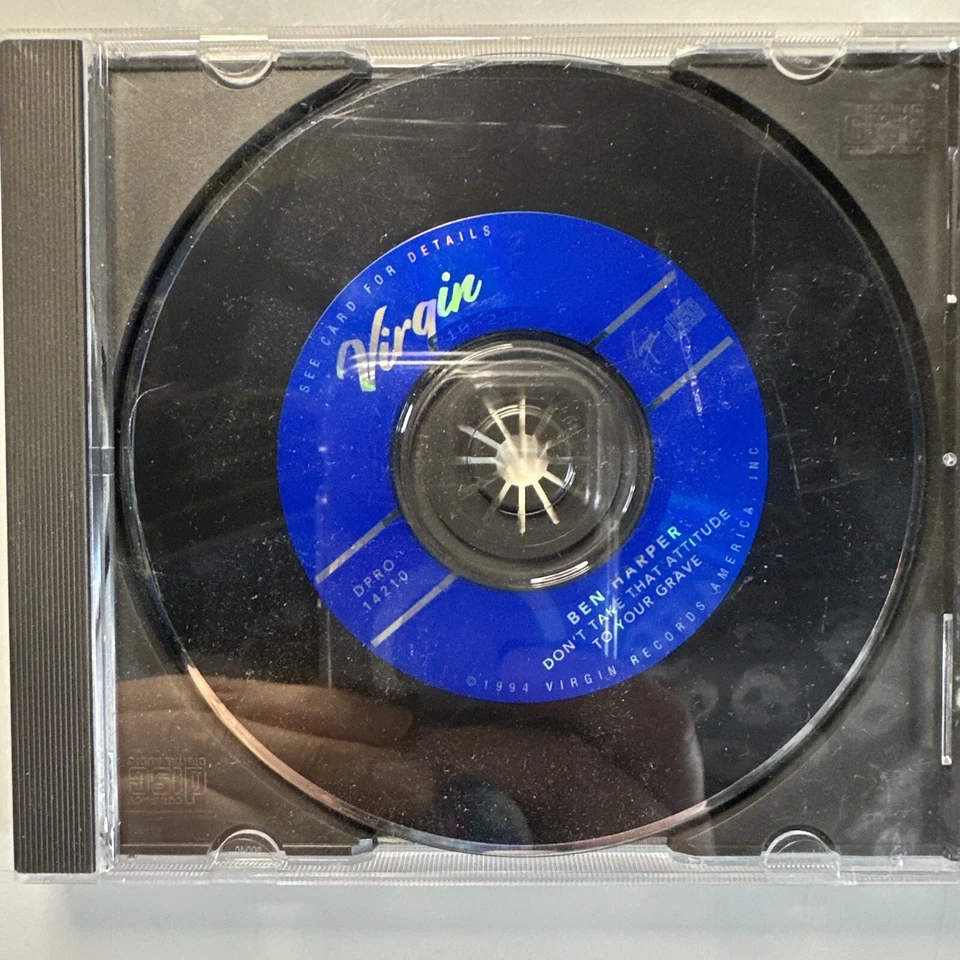 SEE CARD FOR DETAILS
Virgin
Virgin
DPRO
14210
BEN HARPER
DON'T TAKE THAT ATTITUDE
TO YOUR GRAVE
©1994 VIRGIN RECORDS AMERICA, INC